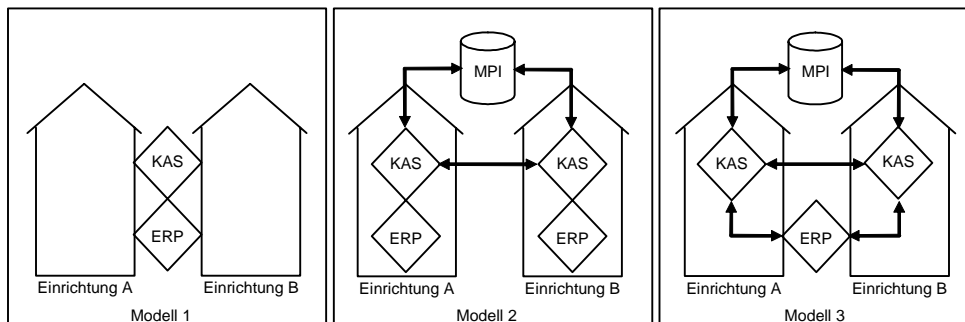 KAS
ERP
Einrichtung A
Einrichtung B
Modell 1
MPI
KAS
KAS
ERP
ERP
Einrichtung A
Einrichtung B
Modell 2
MPI
KAS
KAS
ERP
Einrichtung A
Einrichtung B
Modell 3